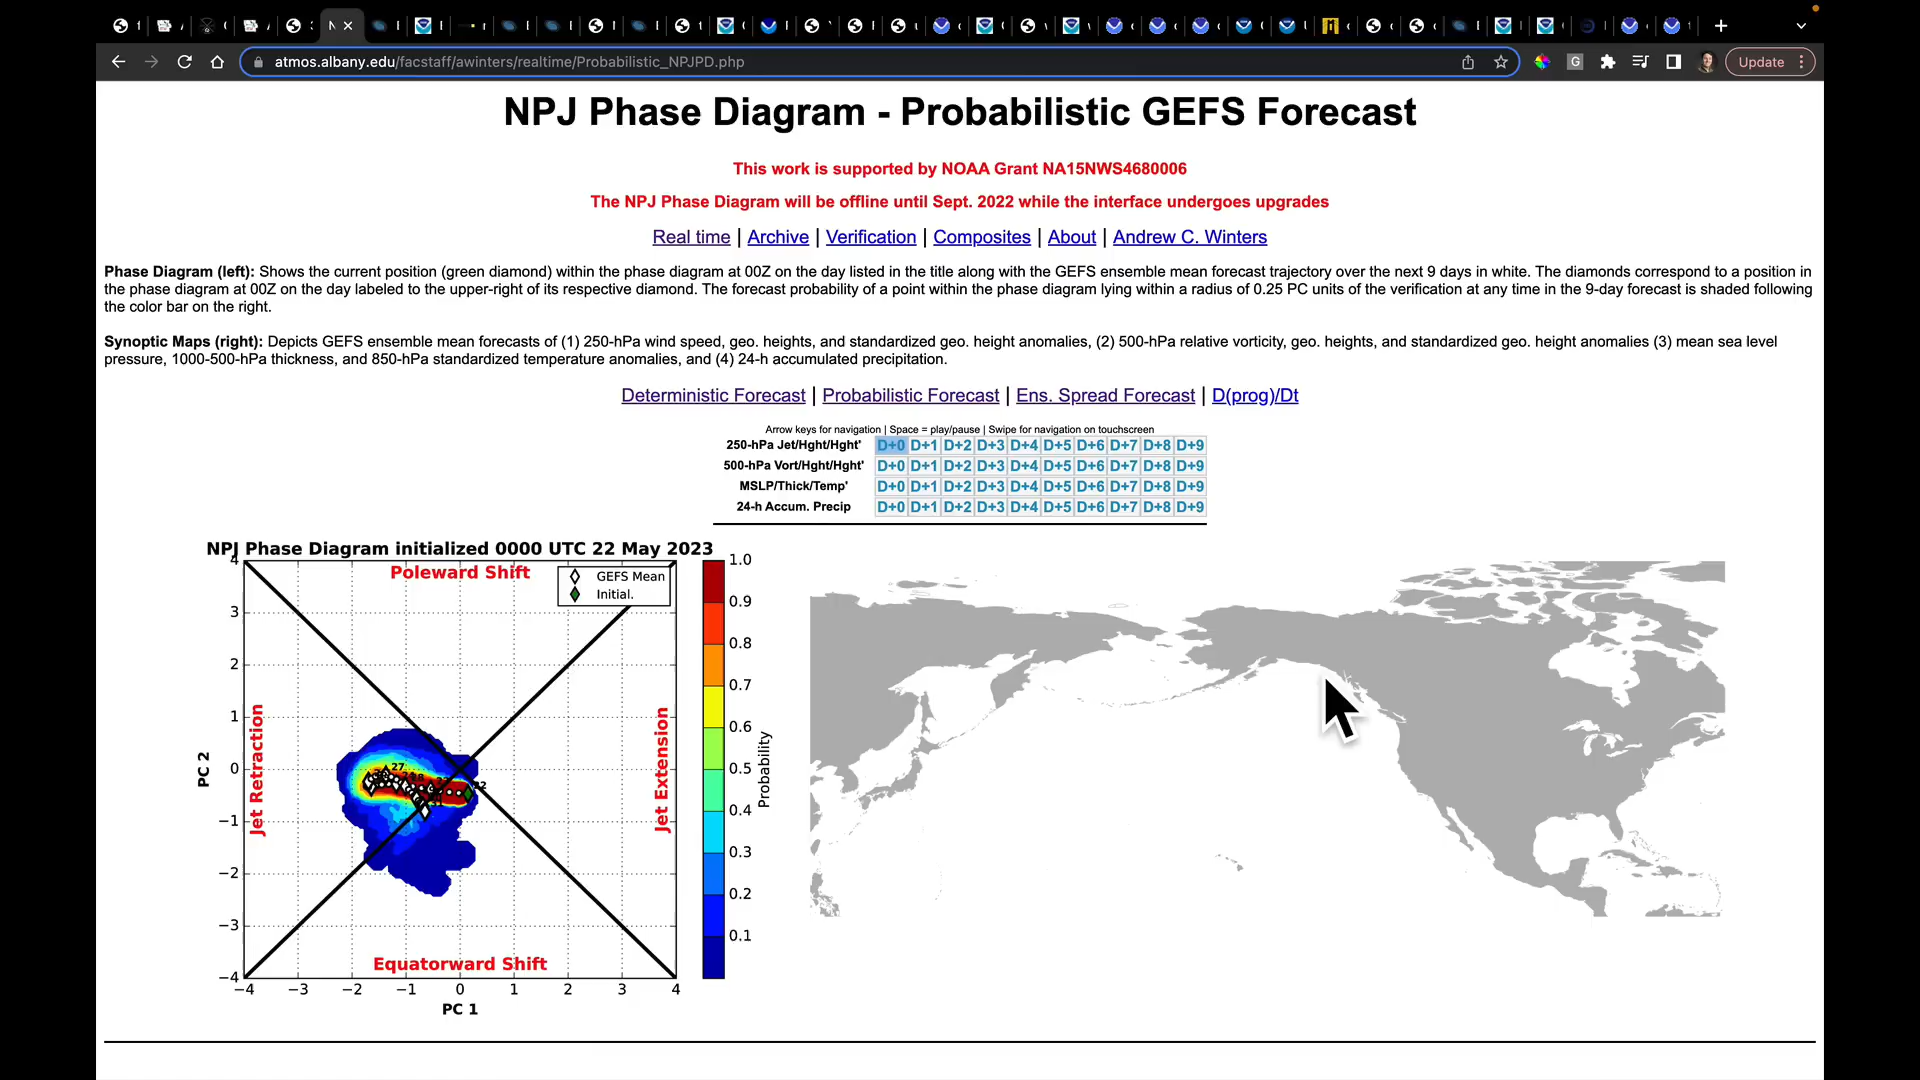 atmos.albany.edu/facstaff/awinters/realtime/Probabilistic_NPJPD.php
Update
NPJ Phase Diagram - Probabilistic GEFS Forecast
This work is supported by NOAA Grant NA15NWS4680006
The NPJ Phase Diagram will be offline until Sept. 2022 while the interface undergoes upgrades
Real time | Archive | Verification | Composites | About | Andrew C. Winters
Phase Diagram (left): Shows the current position (green diamond) within the phase diagram at 00Z on the day listed in the title along with the GEFS ensemble mean forecast trajectory over the next 9 days in white. The diamonds correspond to a position in
the phase diagram at 00Z on the day labeled to the upper-right of its respective diamond. The forecast probability of a point within the phase diagram lying within a radius of 0.25 PC units of the verification at any time in the 9-day forecast is shaded following
the color bar on the right.
Synoptic Maps (right): Depicts GEFS ensemble mean forecasts of (1) 250-hPa wind speed, geo. heights, and standardized geo. height anomalies, (2) 500-hPa relative vorticity, geo. heights, and standardized geo. height anomalies (3) mean sea level
pressure, 1000-500-hPa thickness, and 850-hPa standardized temperature anomalies, and (4) 24-h accumulated precipitation.
Deterministic Forecast | Probabilistic Forecast | Ens. Spread Forecast | D(prog)/Dt
Arrow keys for navigation | Space = play/pause | Swipe for navigation on touchscreen
250-hPa Jet/Hght/Hght' D+0 D+1 D+2 D+3 D+4 D+5 D+6 D+7 D+8 D+9
500-hPa Vort/Hght/Hght' D+0 D+1 D+2 D+3 D+4 D+5 D+6 D+7 D+8 D+9
MSLP/Thick/Temp' D+0 D+1 D+2 D+3 D+4 D+5 D+6 D+7 D+8 D+9
24-h Accum. Precip D+0 D+1 D+2 D+3 D+4 D+5 D+6 D+7 D+8 D+9
NPJ Phase Diagram initialized 0000 UTC 22 May 2023
Poleward Shift
GEFS Mean
Initial.
Jet Retraction
Jet Extension
Equatorward Shift
PC 2
4
3
2
1
0
−1
−2
−3
−4
27
−4 −3 −2 −1 0 1 2 3 4
PC 1
1.0
0.9
0.8
0.7
0.6
0.5
0.4
0.3
0.2
0.1
Probability